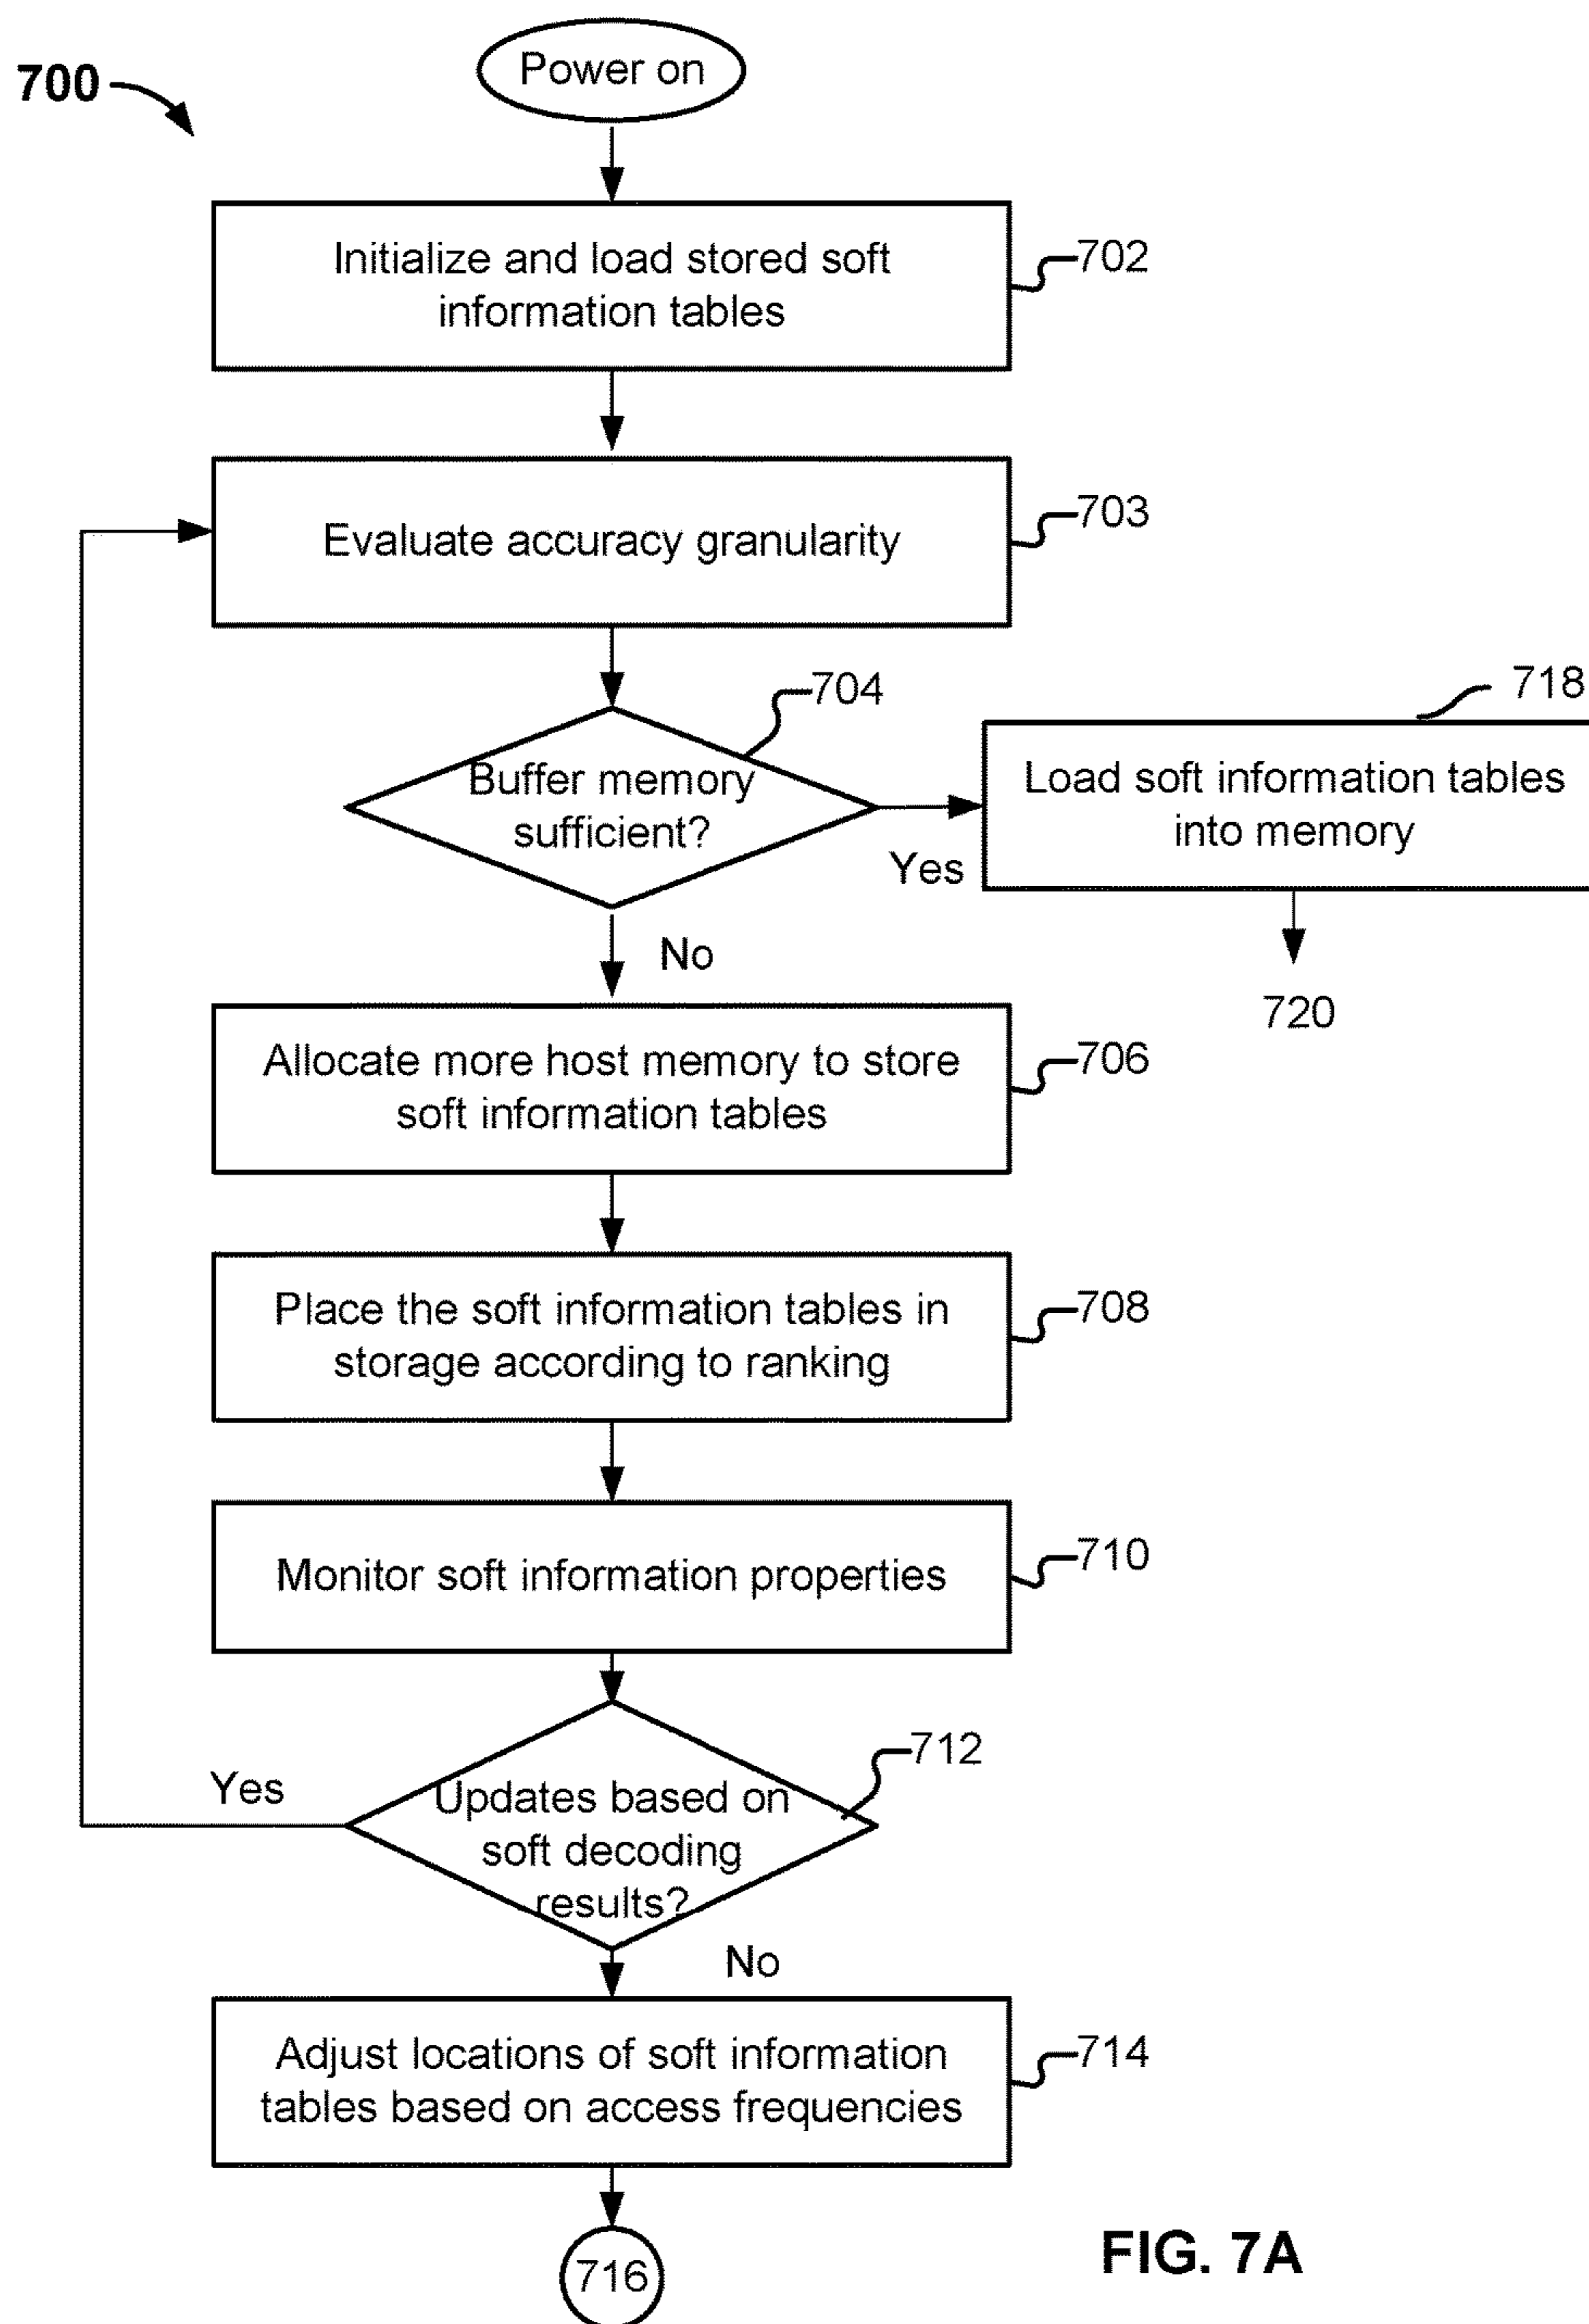 Power on
700
Initialize and load stored soft
information tables
702
Evaluate accuracy granularity
703
704
Buffer memory
sufficient?
Yes
718
Load soft information tables
into memory
720
No
Allocate more host memory to store
soft information tables
706
Place the soft information tables in
storage according to ranking
708
Monitor soft information properties
710
712
Yes
Updates based on
soft decoding
results?
No
Adjust locations of soft information
tables based on access frequencies
714
716
FIG. 7A